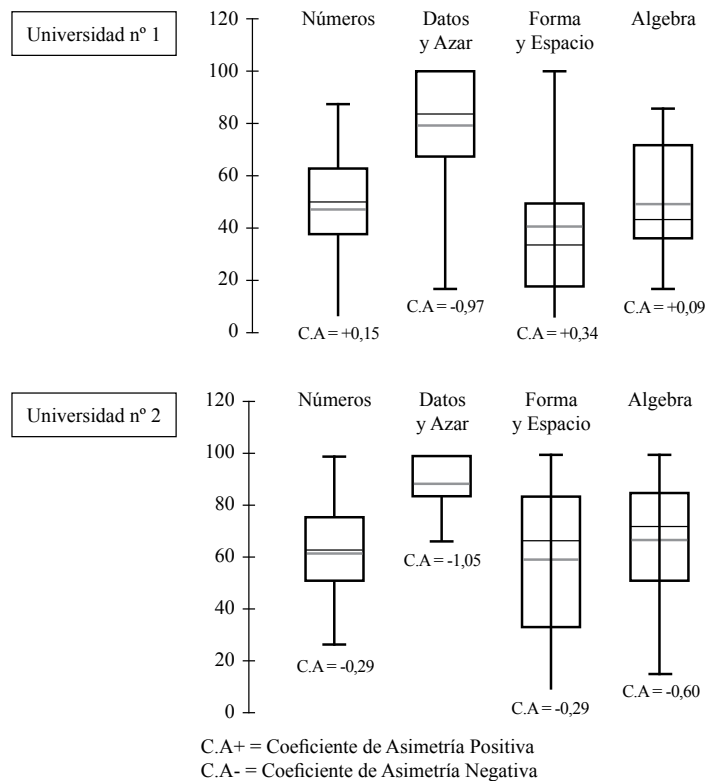 Universidad nº 1
Números
Datos
y Azar
Forma
y Espacio
Algebra
120
100
80
60
40
20
0
C.A = +0,15
C.A = -0,97
C.A = +0,34
C.A = +0,09
Universidad nº 2
Números
Datos
y Azar
Forma
y Espacio
Algebra
120
100
80
60
40
20
0
C.A = -0,29
C.A = -1,05
C.A = -0,29
C.A = -0,60
C.A+ = Coeficiente de Asimetría Positiva
C.A- = Coeficiente de Asimetría Negativa